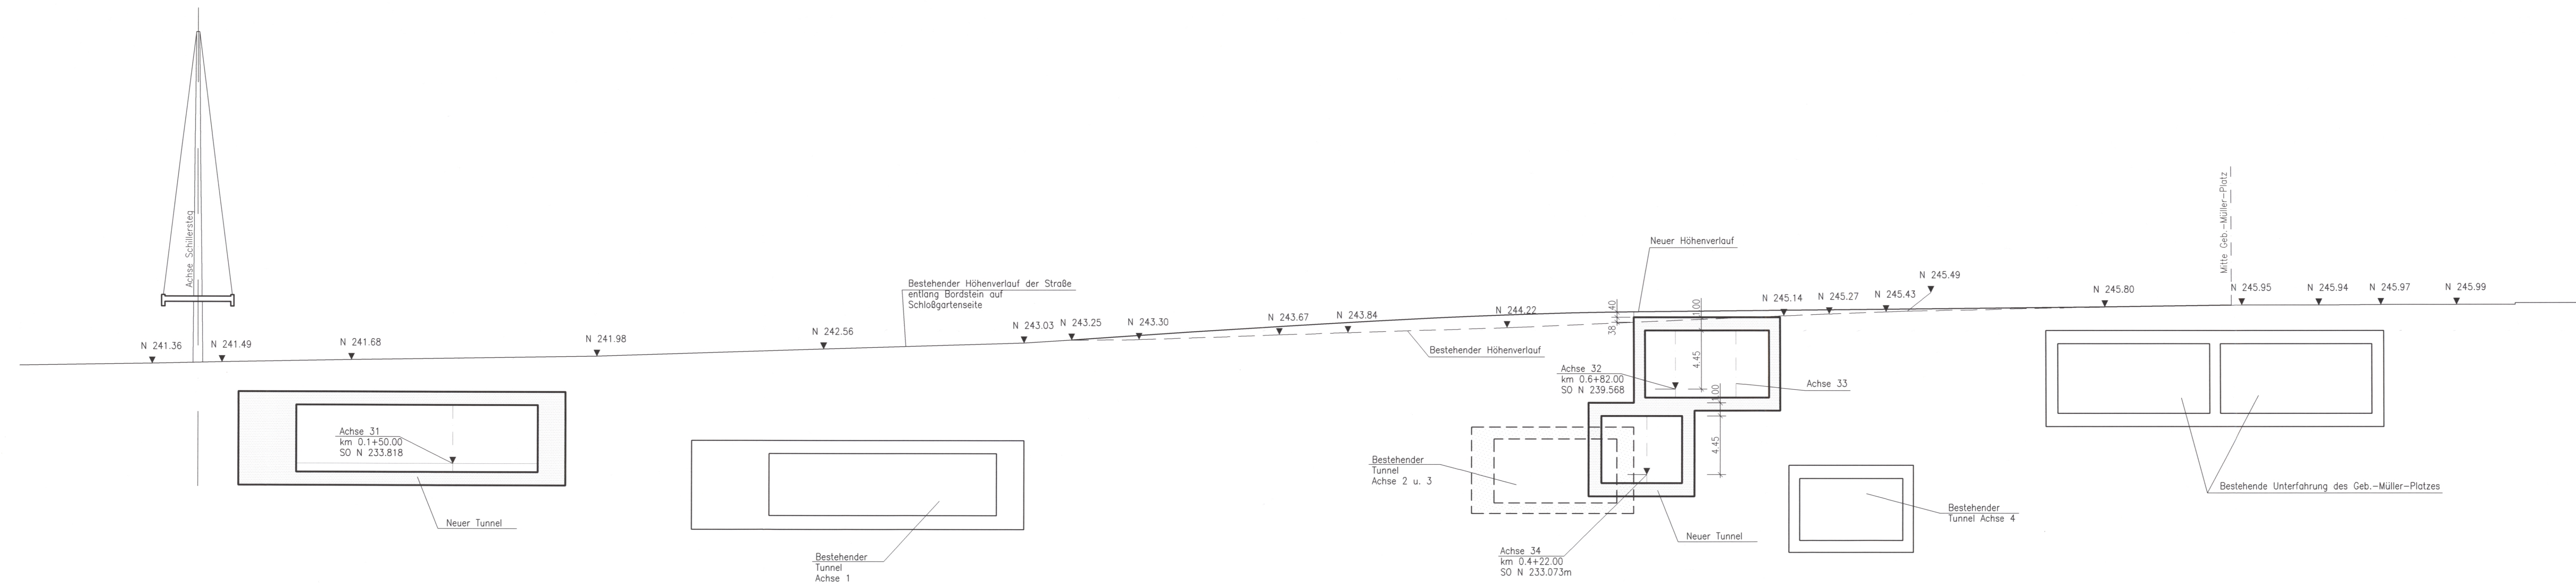 Achse Schillersteg
N 241.36
N 241.49
N 241.68
N 241.98
N 242.56
Bestehender Höhenverlauf der Straße
entlang Bordstein auf
Schloßgartenseite
N 243.03
N 243.25
N 243.30
N 243.67
N 243.84
N 244.22
Neuer Höhenverlauf
Bestehender Höhenverlauf
N 245.14
N 245.27
N 245.43
N 245.49
N 245.80
Mitte Geb.-Müller-Platz
N 245.95
N 245.94
N 245.97
N 245.99
1.00
4.45
1.00
4.45
Achse 31
km 0.1+50.00
SO N 233.818
Neuer Tunnel
Bestehender
Tunnel
Achse 1
Achse 32
km 0.6+82.00
SO N 239.568
Achse 33
Bestehender
Tunnel
Achse 2 u. 3
Achse 34
km 0.4+22.00
SO N 233.073m
Neuer Tunnel
Bestehender
Tunnel Achse 4
Bestehende Unterfahrung des Geb.-Müller-Platzes